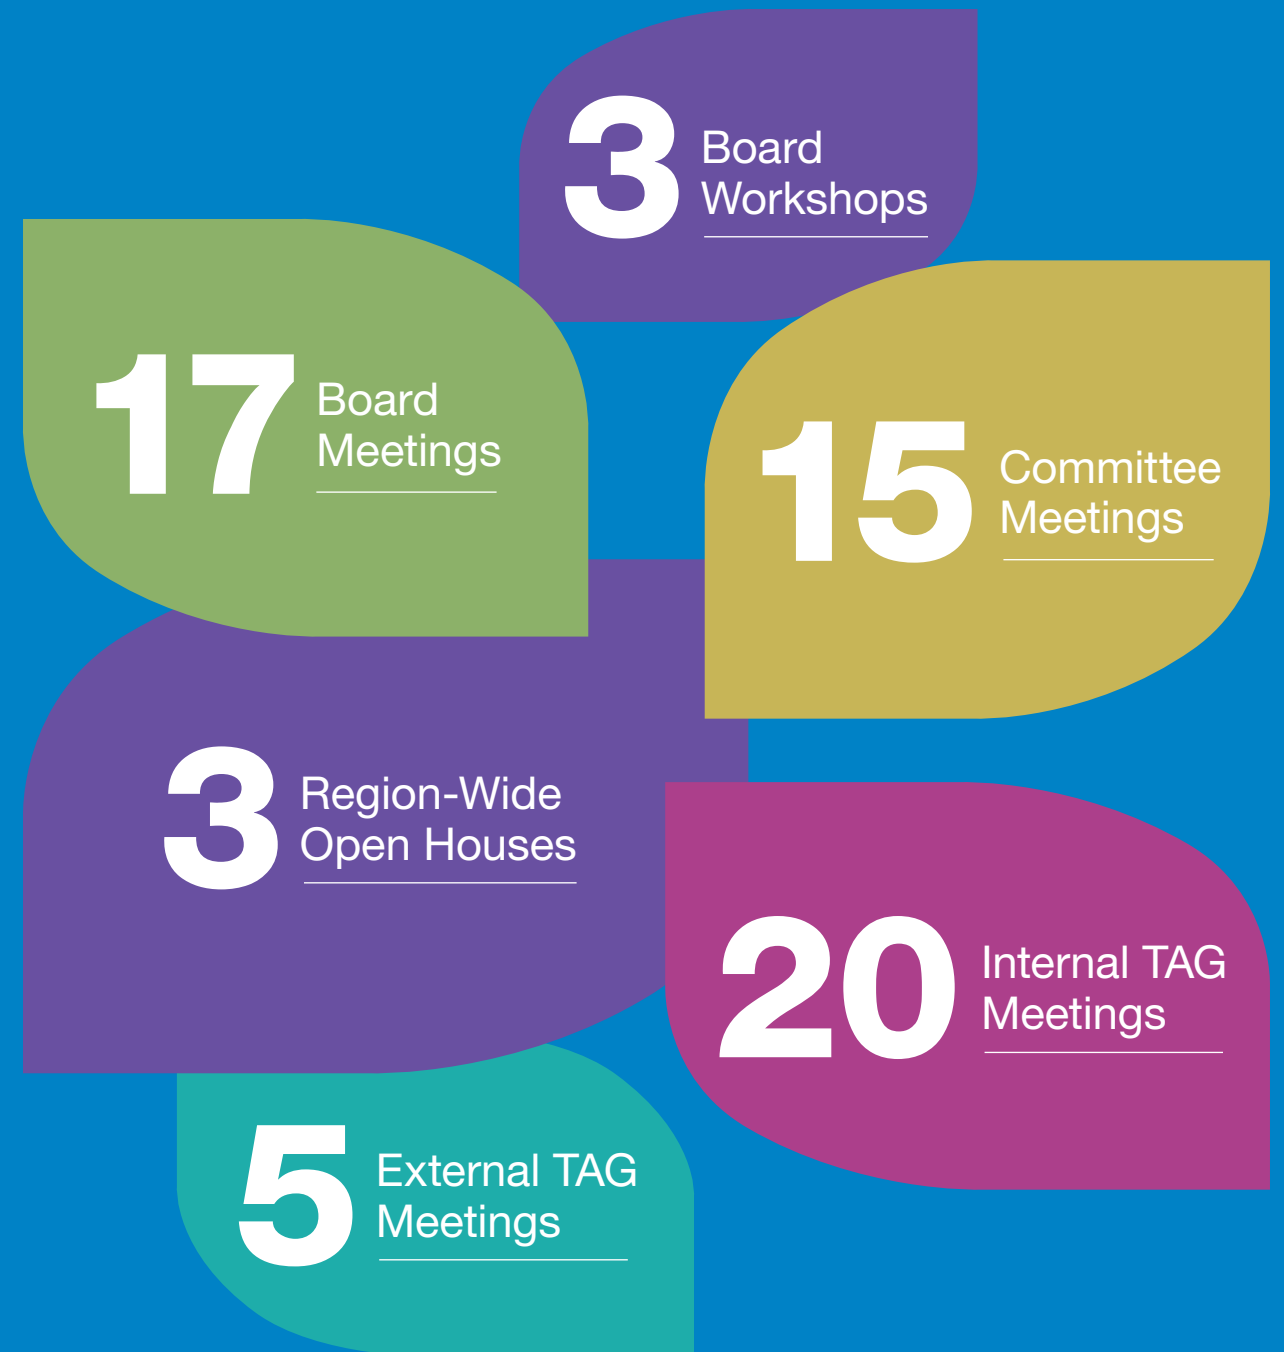 3 Board
Workshops
17 Board
Meetings
15 Committee
Meetings
3 Region-Wide
Open Houses
20 Internal TAG
Meetings
5 External TAG
Meetings